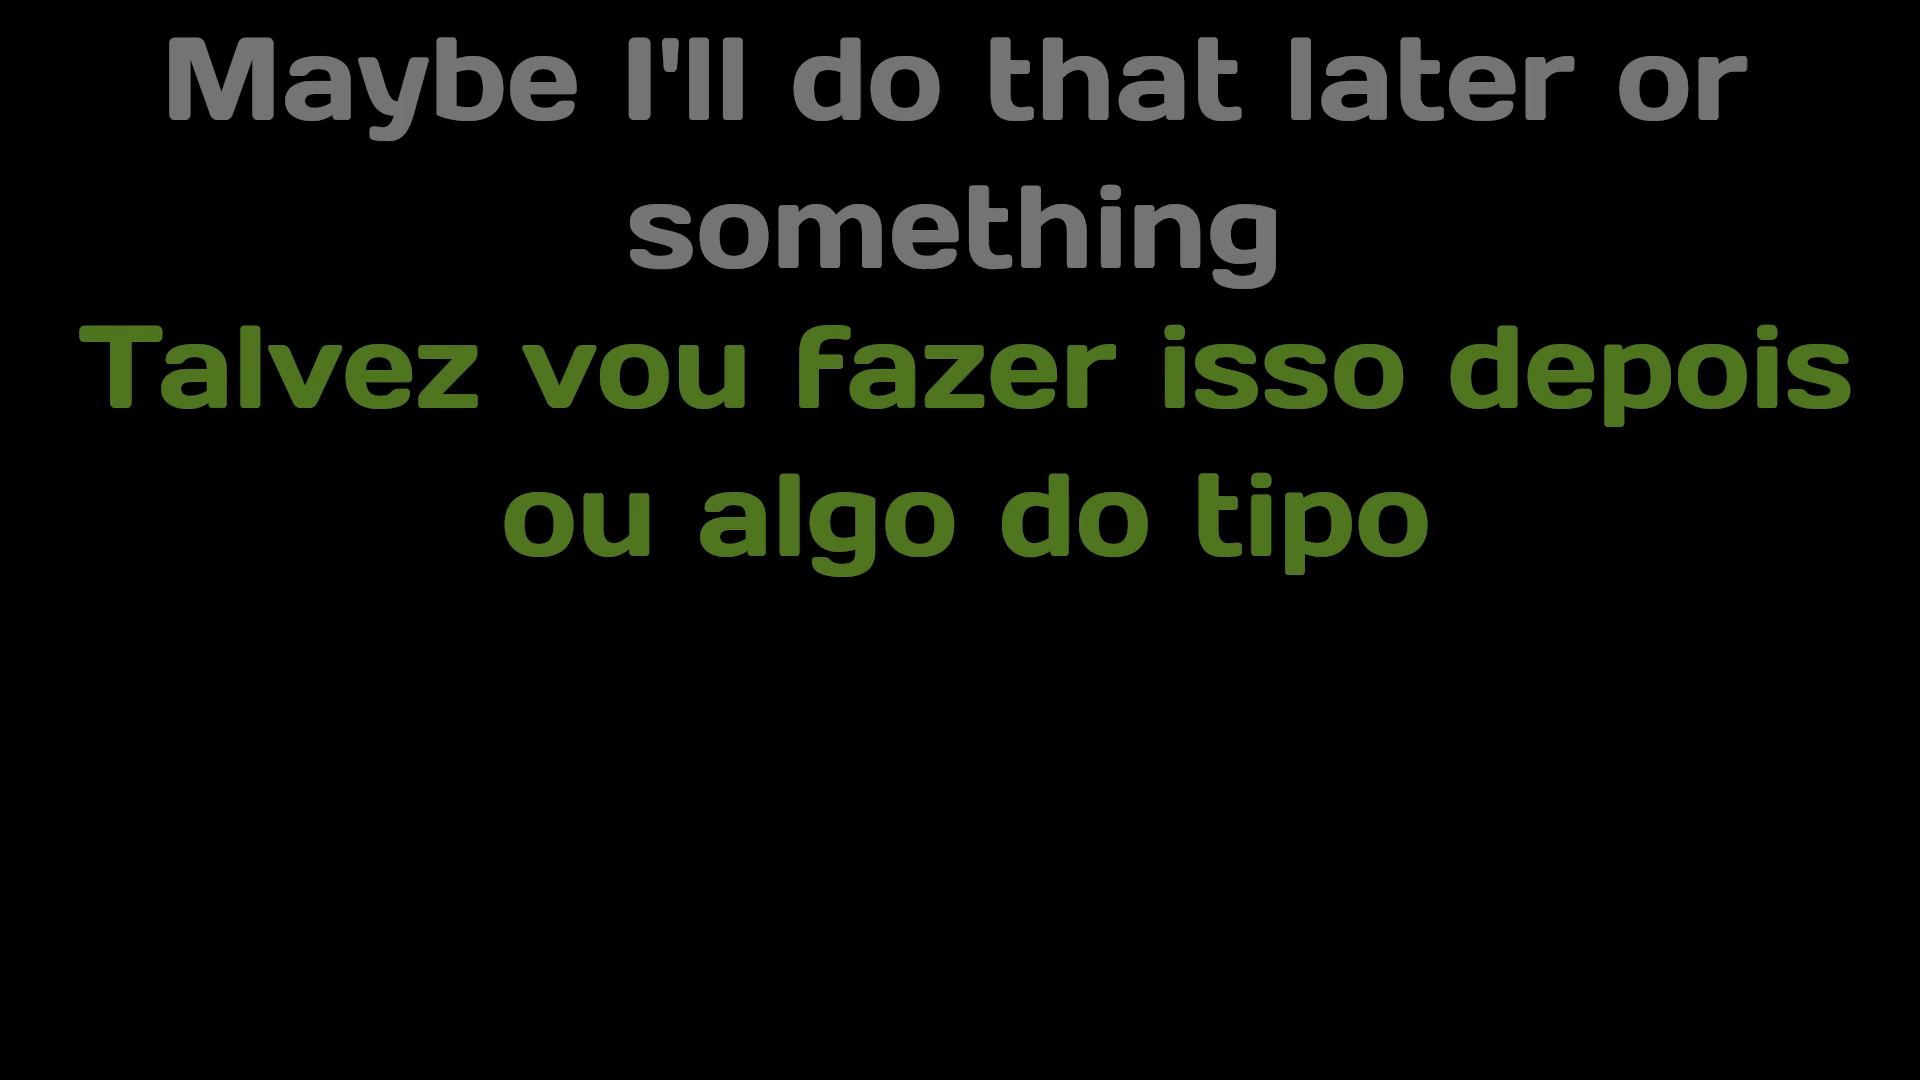 Maybe I'll do that later or
something
Talvez vou fazer isso depois
ou algo do tipo